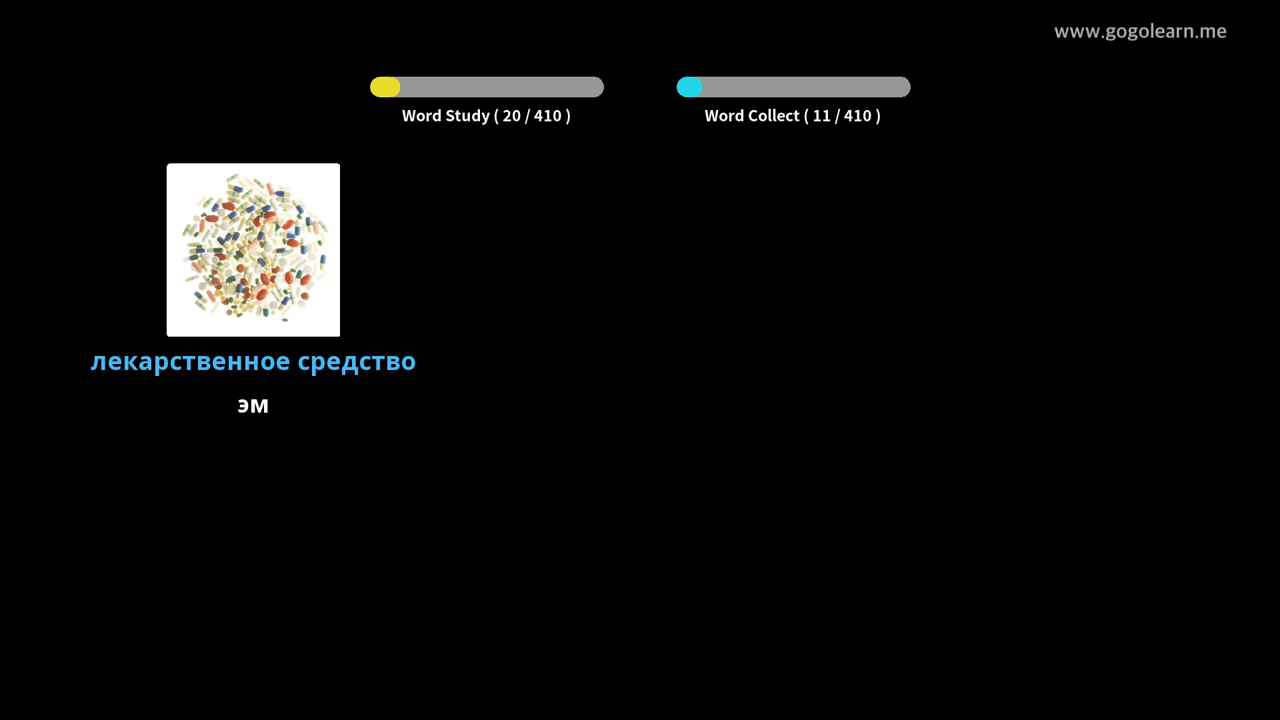 www.gogolearn.me
Word Study ( 20 / 410 )
Word Collect ( 11 / 410 )
лекарственное средство
эм